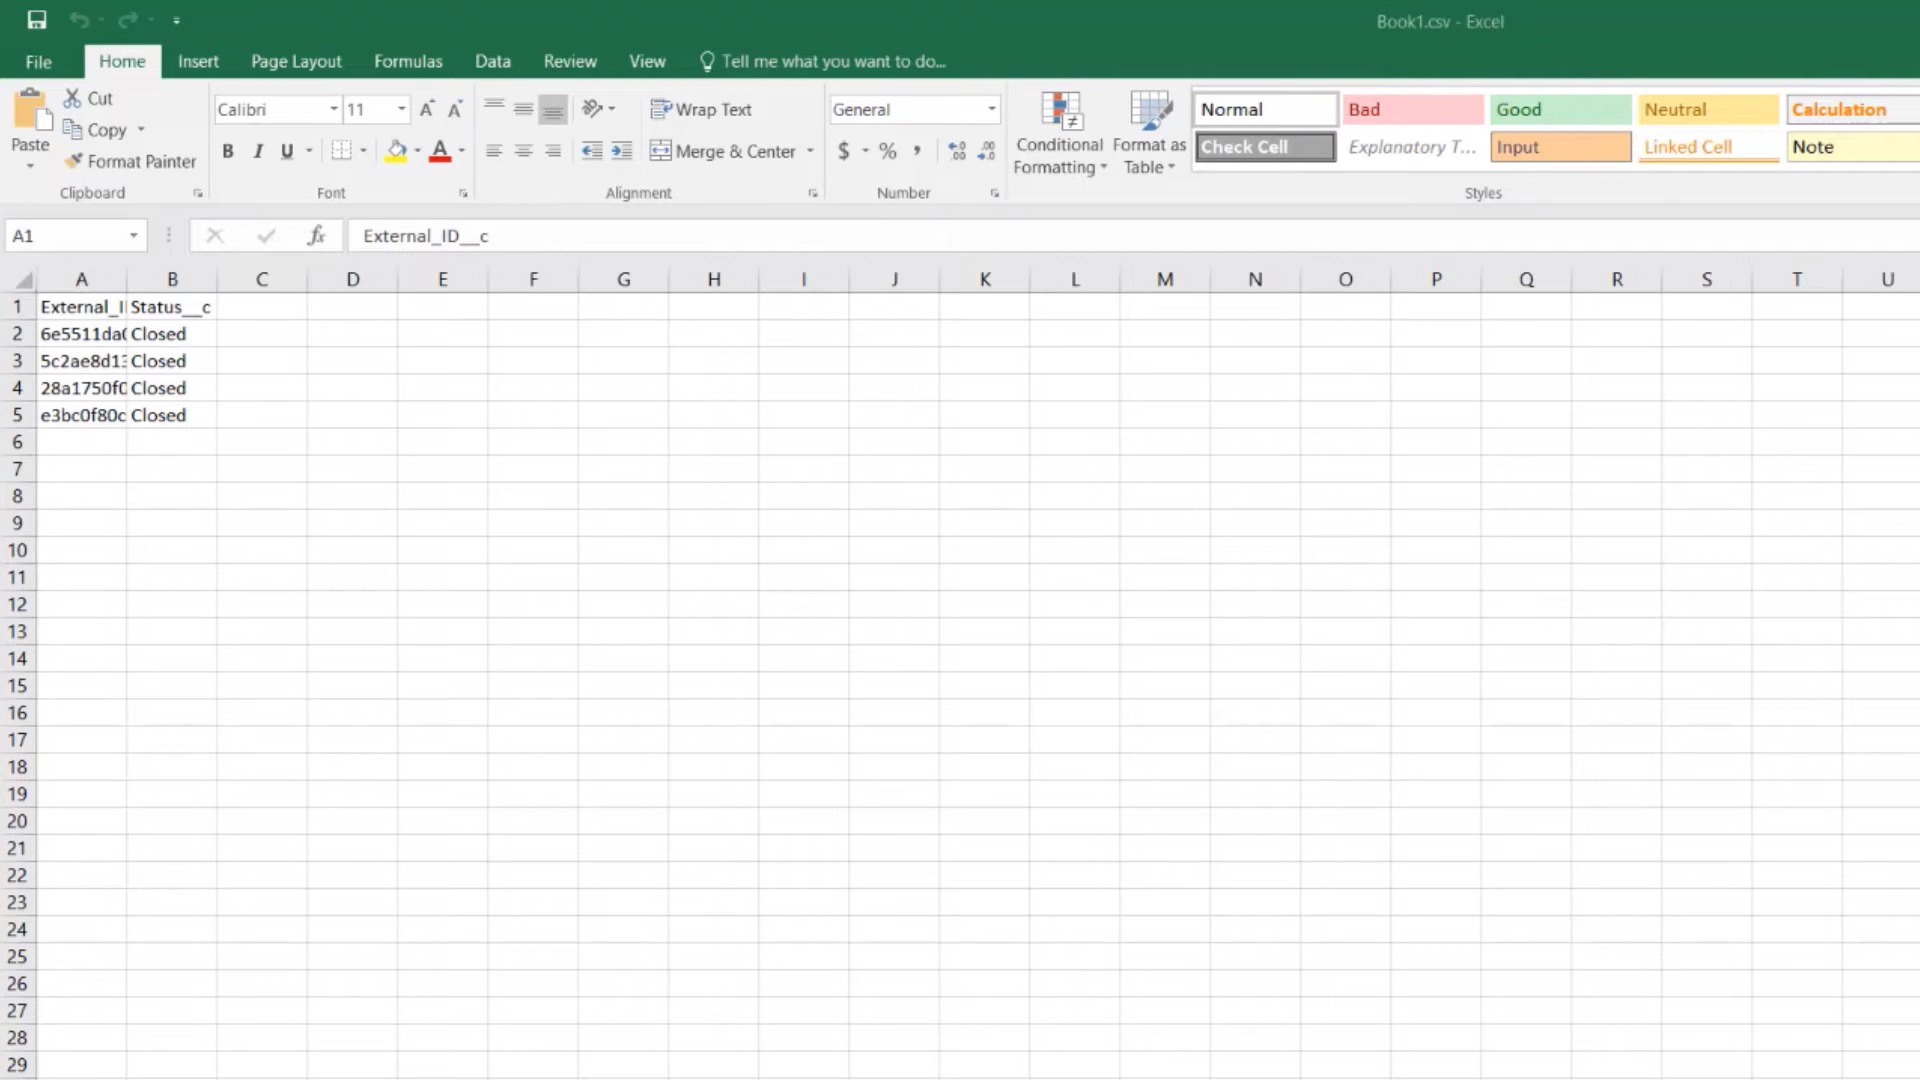 Book1.csv - Excel
File Home Insert Page Layout Formulas Data Review View Tell me what you want to do...
Paste
Cut
Copy
Format Painter
Clipboard
Calibri 11
B I U
Font
Wrap Text
Merge & Center
Alignment
General
$ % ,
Number
Conditional Formatting
Format as Table
Normal Bad Good Neutral Calculation
Check Cell Explanatory T... Input Linked Cell Note
Styles
A1 fx External_ID__c
A B C D E F G H I J K L M N O P Q R S T U
1 External_I Status__c
2 6e5511da Closed
3 5c2ae8d1 Closed
4 28a1750f0 Closed
5 e3bc0f80c Closed
6
7
8
9
10
11
12
13
14
15
16
17
18
19
20
21
22
23
24
25
26
27
28
29